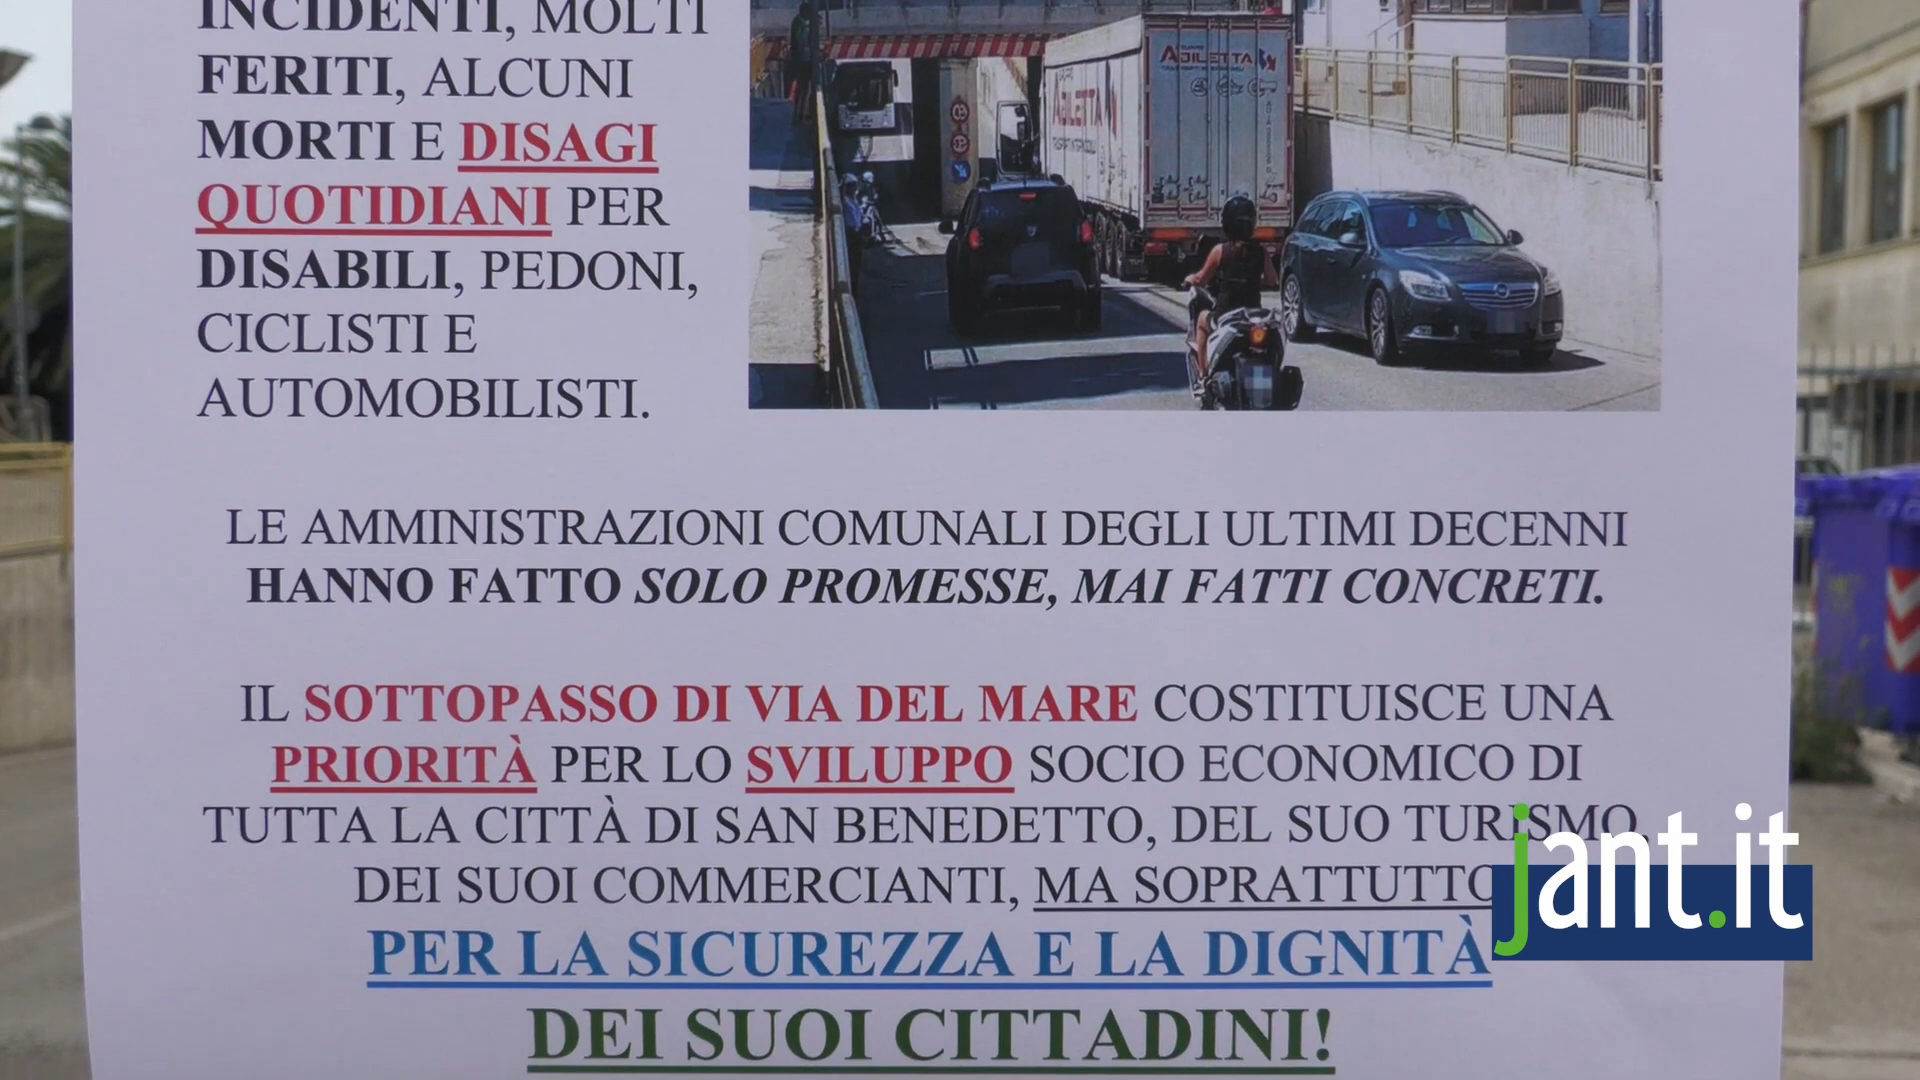 INCIDENTI, MOLTI
FERITI, ALCUNI
MORTI E DISAGI
QUOTIDIANI PER
DISABILI, PEDONI,
CICLISTI E
AUTOMOBILISTI.
LE AMMINISTRAZIONI COMUNALI DEGLI ULTIMI DECENNI
HANNO FATTO SOLO PROMESSE, MAI FATTI CONCRETI.
IL SOTTOPASSO DI VIA DEL MARE COSTITUISCE UNA
PRIORITÀ PER LO SVILUPPO SOCIO ECONOMICO DI
TUTTA LA CITTÀ DI SAN BENEDETTO, DEL SUO TURISMO,
DEI SUOI COMMERCIANTI, MA SOPRATTUTTO
PER LA SICUREZZA E LA DIGNITÀ
DEI SUOI CITTADINI!
jant.it